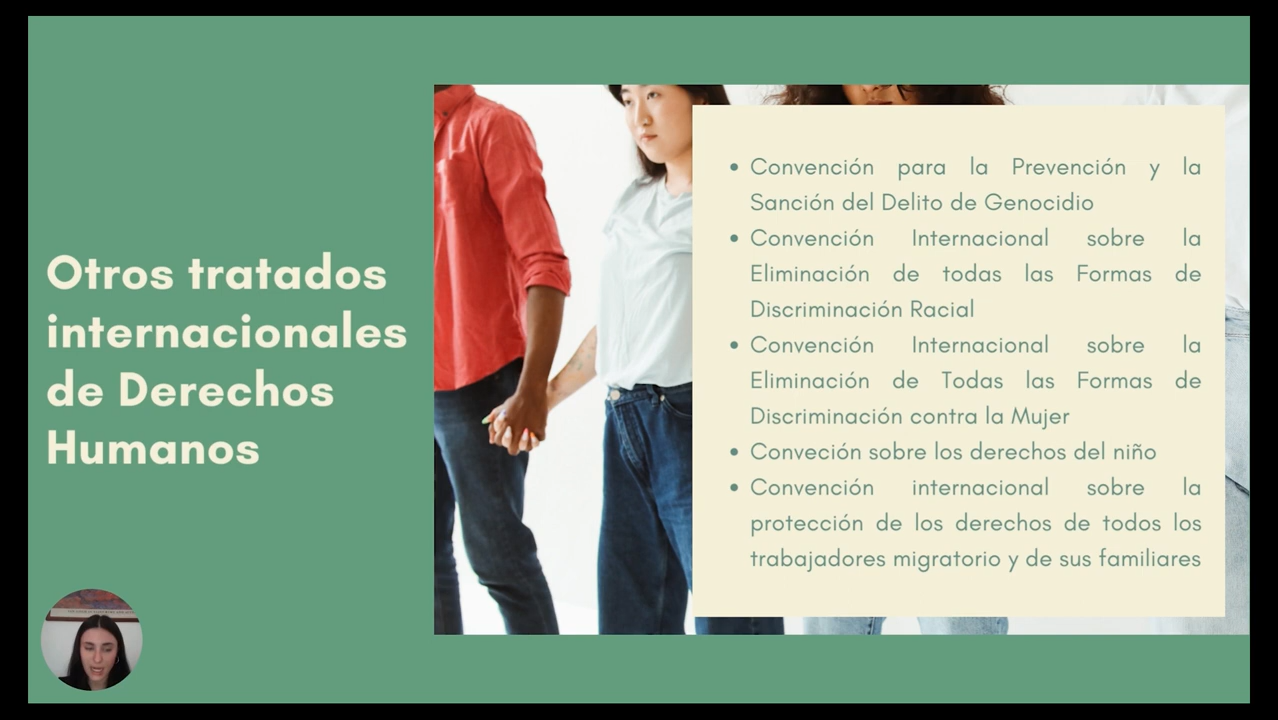 Otros tratados
internacionales
de Derechos
Humanos
• Convención para la Prevención y la
Sanción del Delito de Genocidio
• Convención Internacional sobre la
Eliminación de todas las Formas de
Discriminación Racial
• Convención Internacional sobre la
Eliminación de Todas las Formas de
Discriminación contra la Mujer
• Conveción sobre los derechos del niño
• Convención internacional sobre la
protección de los derechos de todos los
trabajadores migratorio y de sus familiares